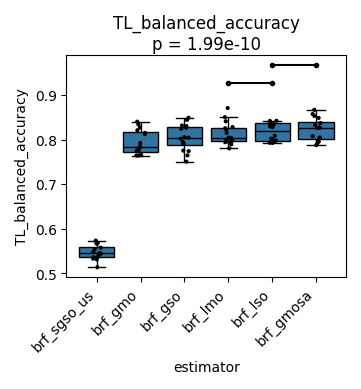 TL_balanced_accuracy
p = 1.99e-10
TL_balanced_accuracy
0.9
0.8
0.7
0.6
0.5
brf_sgso_us
brf_gmo
brf_gso
brf_lmo
brf_lso
brf_gmosa
estimator